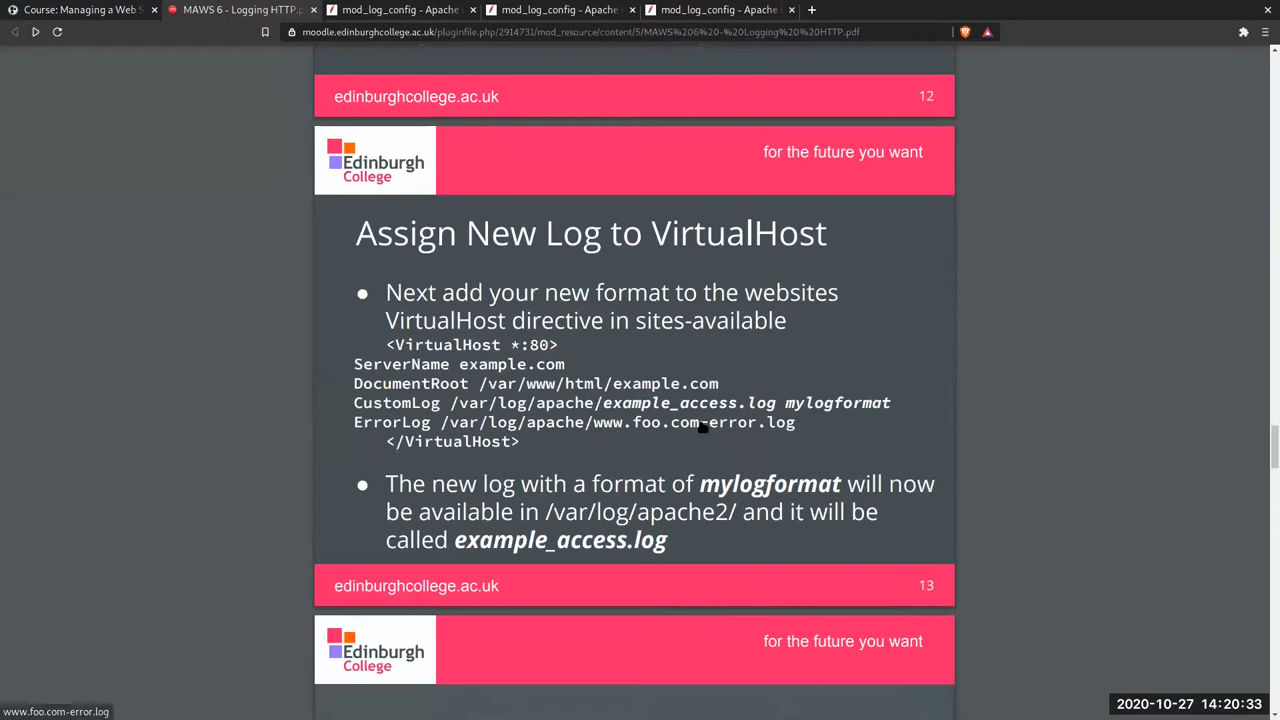 Course: Managing a Web S
MAWS 6 - Logging HTTP.p
mod_log_config - Apache
mod_log_config - Apache
mod_log_config - Apache
moodle.edinburghcollege.ac.uk/pluginfile.php/2914731/mod_resource/content/5/MAWS%206%20-%20Logging%20%20HTTP.pdf
edinburghcollege.ac.uk
12
Edinburgh
College
for the future you want
Assign New Log to VirtualHost
● Next add your new format to the websites
VirtualHost directive in sites-available
<VirtualHost *:80>
ServerName example.com
DocumentRoot /var/www/html/example.com
CustomLog /var/log/apache/example_access.log mylogformat
ErrorLog /var/log/apache/www.foo.com-error.log
</VirtualHost>
● The new log with a format of mylogformat will now
be available in /var/log/apache2/ and it will be
called example_access.log
edinburghcollege.ac.uk
13
Edinburgh
College
for the future you want
www.foo.com-error.log
2020-10-27 14:20:33